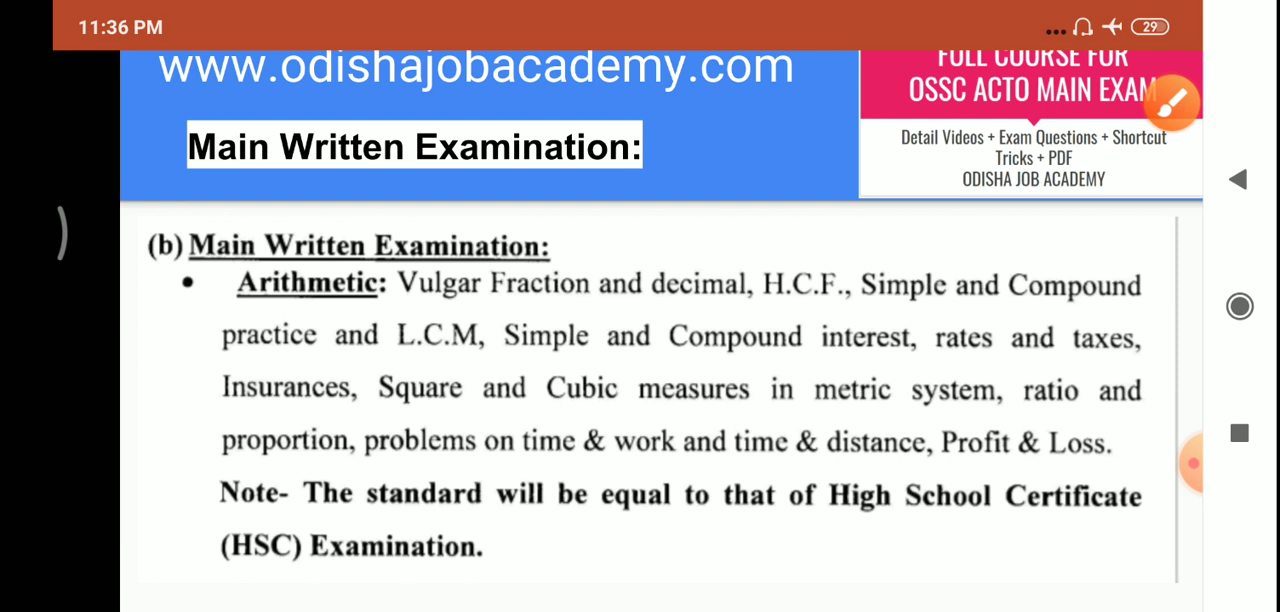 11:36 PM
29
www.odishajobacademy.com
FULL COURSE FOR
OSSC ACTO MAIN EXAM
Main Written Examination:
Detail Videos + Exam Questions + Shortcut
Tricks + PDF
ODISHA JOB ACADEMY
(b) Main Written Examination:
• Arithmetic: Vulgar Fraction and decimal, H.C.F., Simple and Compound
practice and L.C.M, Simple and Compound interest, rates and taxes,
Insurances, Square and Cubic measures in metric system, ratio and
proportion, problems on time & work and time & distance, Profit & Loss.
Note- The standard will be equal to that of High School Certificate
(HSC) Examination.